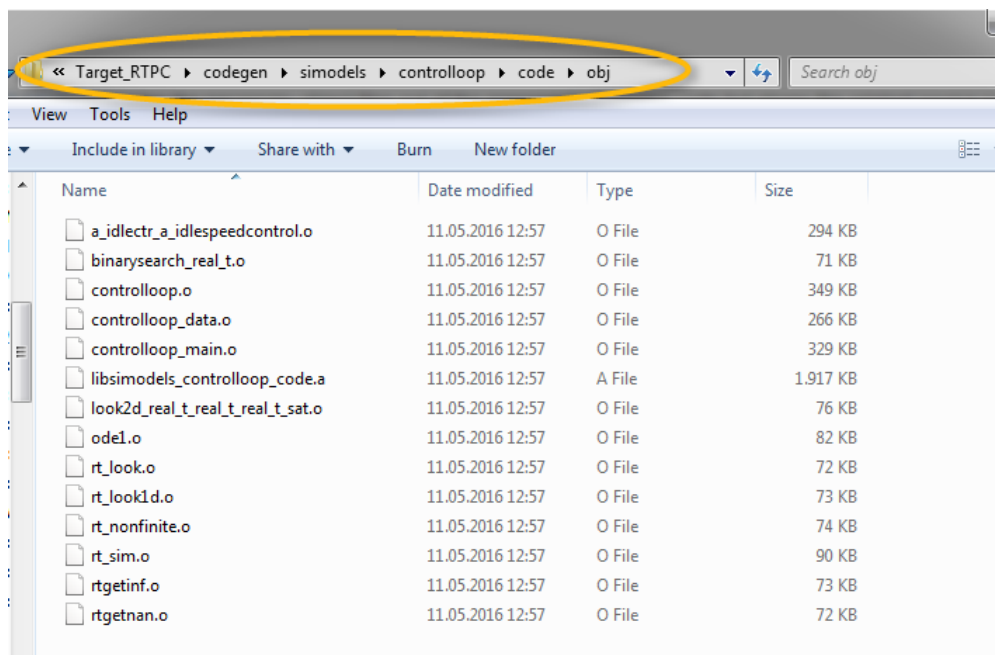 « Target_RTPC ▸ codegen ▸ simodels ▸ controlloop ▸ code ▸ obj Search obj
View Tools Help
Include in library Share with Burn New folder
Name Date modified Type Size
a_idlectr_a_idlespeedcontrol.o 11.05.2016 12:57 O File 294 KB
binarysearch_real_t.o 11.05.2016 12:57 O File 71 KB
controlloop.o 11.05.2016 12:57 O File 349 KB
controlloop_data.o 11.05.2016 12:57 O File 266 KB
controlloop_main.o 11.05.2016 12:57 O File 329 KB
libsimodels_controlloop_code.a 11.05.2016 12:57 A File 1.917 KB
look2d_real_t_real_t_real_t_sat.o 11.05.2016 12:57 O File 76 KB
ode1.o 11.05.2016 12:57 O File 82 KB
rt_look.o 11.05.2016 12:57 O File 72 KB
rt_look1d.o 11.05.2016 12:57 O File 73 KB
rt_nonfinite.o 11.05.2016 12:57 O File 74 KB
rt_sim.o 11.05.2016 12:57 O File 90 KB
rtgetinf.o 11.05.2016 12:57 O File 73 KB
rtgetnan.o 11.05.2016 12:57 O File 72 KB